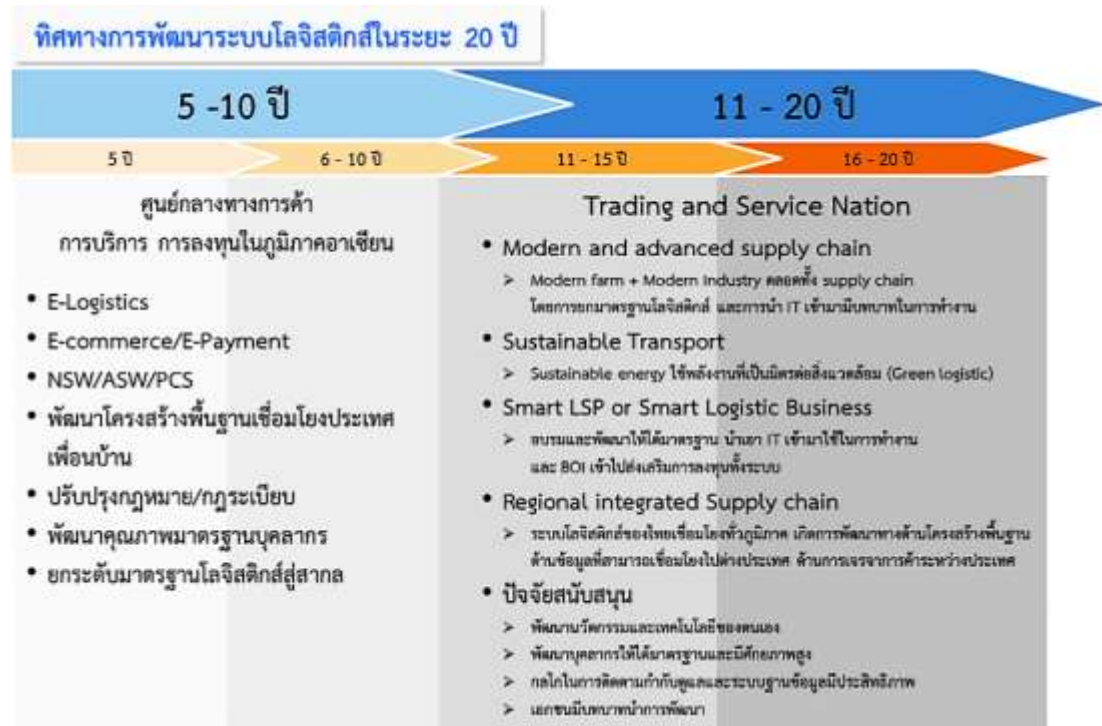 ทิศทางการพัฒนาระบบโลจิสติกส์ในระยะ 20 ปี
5 -10 ปี
11 - 20 ปี
5 ปี
6 - 10 ปี
11 - 15 ปี
16 - 20 ปี
ศูนย์กลางทางการค้า
การบริการ การลงทุนในภูมิภาคอาเซียน
• E-Logistics
• E-commerce/E-Payment
• NSW/ASW/PCS
• พัฒนาโครงสร้างพื้นฐานเชื่อมโยงประเทศ
เพื่อนบ้าน
• ปรับปรุงกฎหมาย/กฎระเบียบ
• พัฒนาคุณภาพมาตรฐานบุคลากร
• ยกระดับมาตรฐานโลจิสติกส์สู่สากล
Trading and Service Nation
• Modern and advanced supply chain
➢ Modern farm + Modern Industry ตลอดทั้ง supply chain
โดยการยกมาตรฐานโลจิสติกส์ และการนำ IT เข้ามามีบทบาทในการทำงาน
• Sustainable Transport
➢ Sustainable energy ใช้พลังงานที่เป็นมิตรต่อสิ่งแวดล้อม (Green logistic)
• Smart LSP or Smart Logistic Business
➢ อบรมและพัฒนาให้ได้มาตรฐาน นำเอา IT เข้ามาใช้ในการทำงาน
และ BOI เข้าไปส่งเสริมการลงทุนทั้งระบบ
• Regional integrated Supply chain
➢ ระบบโลจิสติกส์ของไทยเชื่อมโยงทั่วภูมิภาค เกิดการพัฒนาทางด้านโครงสร้างพื้นฐาน
ด้านข้อมูลที่สามารถเชื่อมโยงไปต่างประเทศ ด้านการเจรจาการค้าระหว่างประเทศ
• ปัจจัยสนับสนุน
➢ พัฒนานวัตกรรมและเทคโนโลยีของตนเอง
➢ พัฒนาบุคลากรให้ได้มาตรฐานและมีศักยภาพสูง
➢ กลไกในการติดตามกำกับดูแลและระบบฐานข้อมูลมีประสิทธิภาพ
➢ เอกชนมีบทบาทนำการพัฒนา